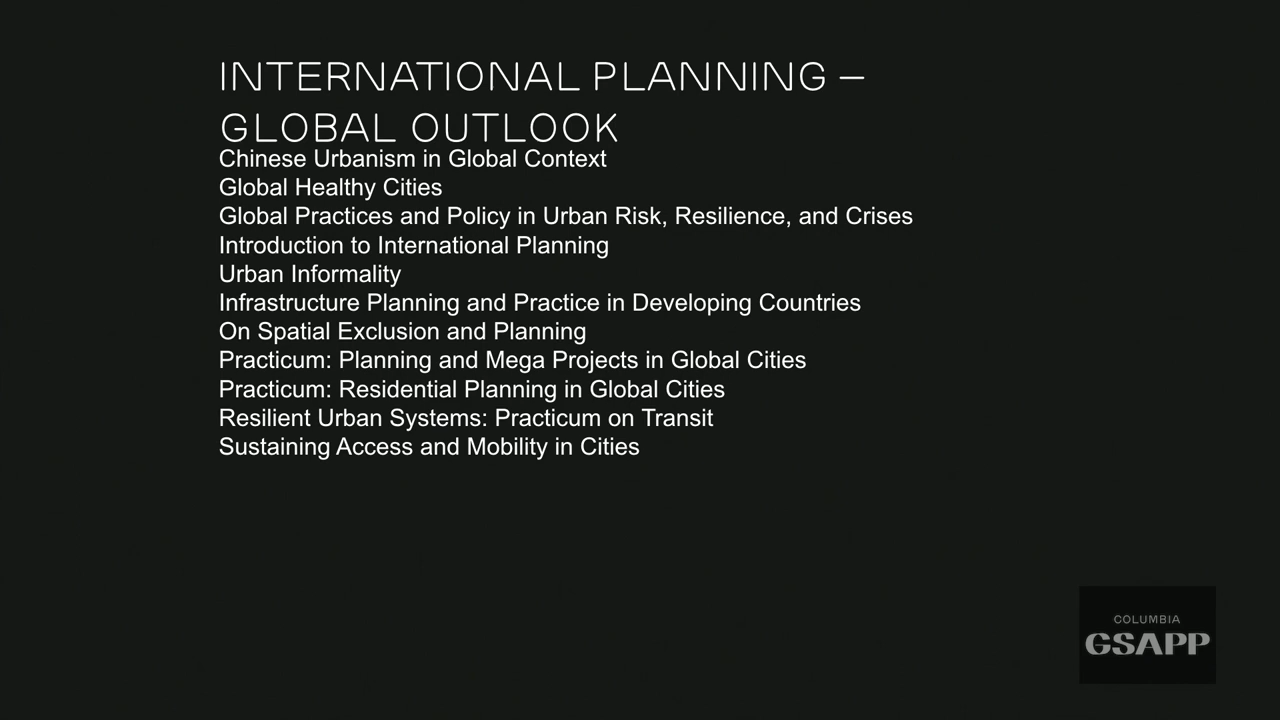 INTERNATIONAL PLANNING –
GLOBAL OUTLOOK
Chinese Urbanism in Global Context
Global Healthy Cities
Global Practices and Policy in Urban Risk, Resilience, and Crises
Introduction to International Planning
Urban Informality
Infrastructure Planning and Practice in Developing Countries
On Spatial Exclusion and Planning
Practicum: Planning and Mega Projects in Global Cities
Practicum: Residential Planning in Global Cities
Resilient Urban Systems: Practicum on Transit
Sustaining Access and Mobility in Cities
COLUMBIA
GSAPP